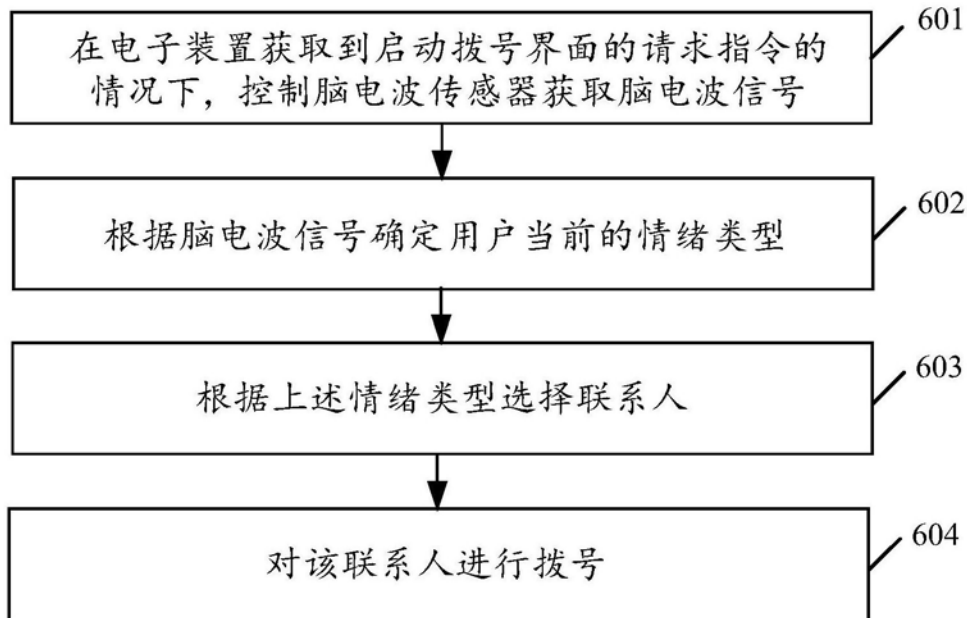 在电子装置获取到启动拨号界面的请求指令的
情况下，控制脑电波传感器获取脑电波信号
601
根据脑电波信号确定用户当前的情绪类型
602
根据上述情绪类型选择联系人
603
对该联系人进行拨号
604